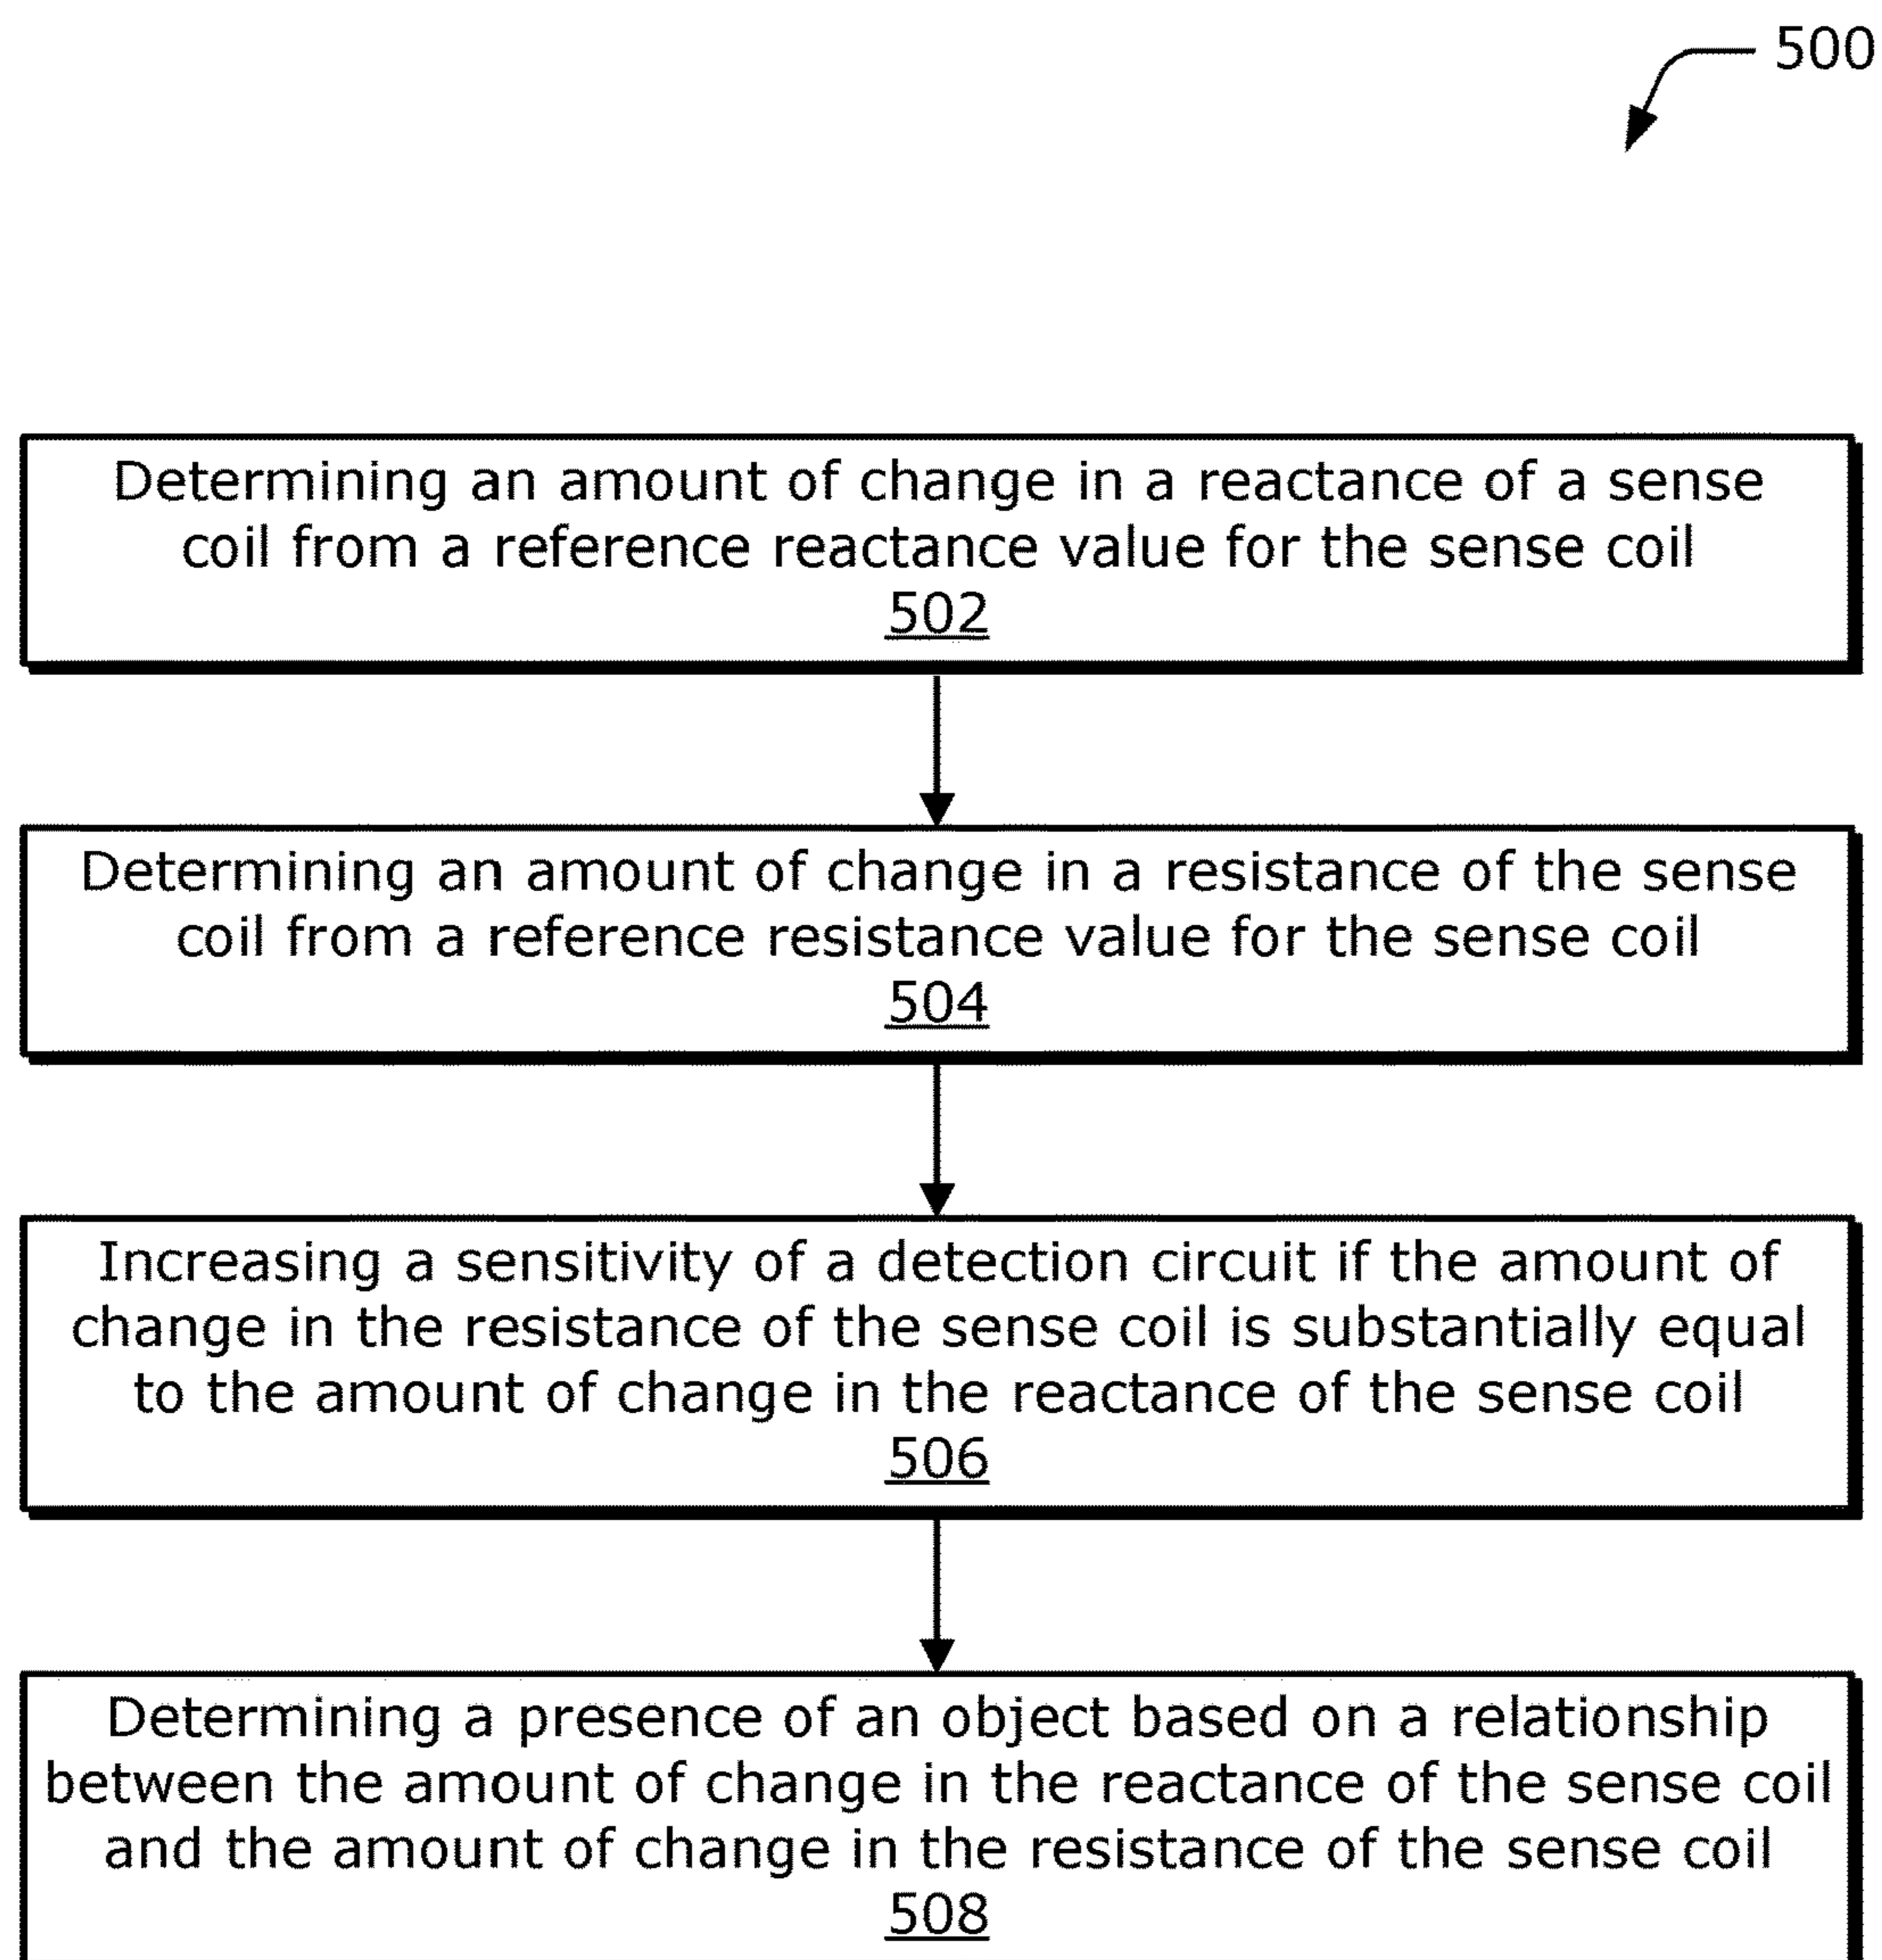 500
Determining an amount of change in a reactance of a sense
coil from a reference reactance value for the sense coil
502
Determining an amount of change in a resistance of the sense
coil from a reference resistance value for the sense coil
504
Increasing a sensitivity of a detection circuit if the amount of
change in the resistance of the sense coil is substantially equal
to the amount of change in the reactance of the sense coil
506
Determining a presence of an object based on a relationship
between the amount of change in the reactance of the sense coil
and the amount of change in the resistance of the sense coil
508